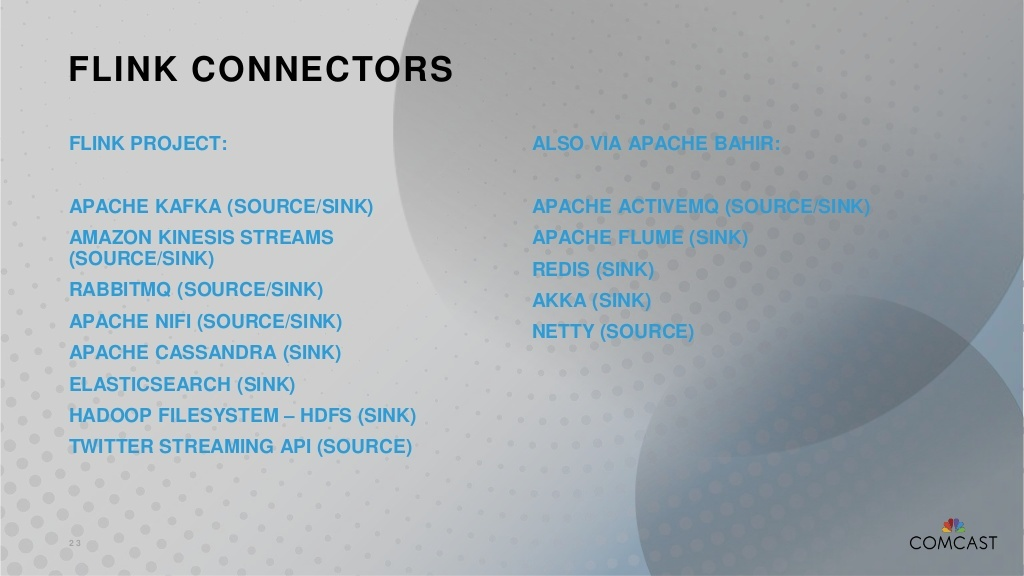 FLINK CONNECTORS
FLINK PROJECT:
APACHE KAFKA (SOURCE/SINK)
AMAZON KINESIS STREAMS
(SOURCE/SINK)
RABBITMQ (SOURCE/SINK)
APACHE NIFI (SOURCE/SINK)
APACHE CASSANDRA (SINK)
ELASTICSEARCH (SINK)
HADOOP FILESYSTEM – HDFS (SINK)
TWITTER STREAMING API (SOURCE)
ALSO VIA APACHE BAHIR:
APACHE ACTIVEMQ (SOURCE/SINK)
APACHE FLUME (SINK)
REDIS (SINK)
AKKA (SINK)
NETTY (SOURCE)
23
COMCAST